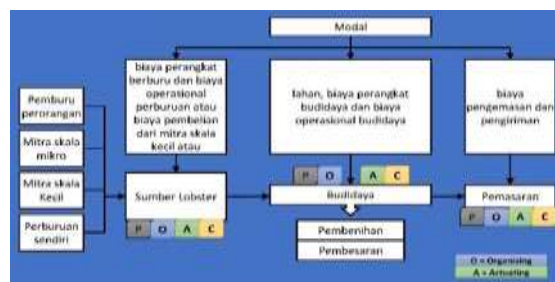 Modal
biaya perangkat
berburu dan biaya
operasional
perburuan atau
biaya pembelian
dari mitra skala
kecil atau
lahan, biaya perangkat
budidaya dan biaya
operasional budidaya
biaya
pengemasan dan
pengiriman
Pemburu
perorangan
Mitra skala
mikro
Mitra skala
Kecil
Perburuan
sendiri
Sumber Lobster
P O A C
P O A C
Budidaya
Pembenihan
Pembesaran
Pemasaran
P O A C
O = Organising
A = Actuating